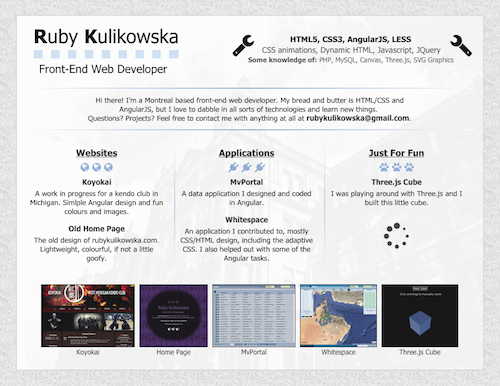 Ruby Kulikowska
Front-End Web Developer
HTML5, CSS3, AngularJS, LESS
CSS animations, Dynamic HTML, Javascript, JQuery
Some knowledge of: PHP, MySQL, Canvas, Three.js, SVG Graphics
Hi there! I'm a Montreal based front-end web developer. My bread and butter is HTML/CSS and
AngularJS, but I love to dabble in all sorts of technologies and learn new things.
Questions? Projects? Feel free to contact me with anything at all at rubykulikowska@gmail.com.
Websites
Koyokai
A work in progress for a kendo club in
Michigan. Simple Angular design and fun
colours and images.
Old Home Page
The old design of rubykulikowska.com.
Lightweight, colourful, if not a little
goofy.
Applications
MvPortal
A data application I designed and coded
in Angular.
Whitespace
An application I contributed to, mostly
CSS/HTML design, including the adaptive
CSS. I also helped out with some of the
Angular tasks.
Just For Fun
Three.js Cube
I was playing around with Three.js and I
built this little cube.
KOYOKAI
WEST MICHIGAN KENDO CLUB
Ruby Kulikowska
Koyokai
Home Page
MvPortal
Whitespace
Three.js Cube